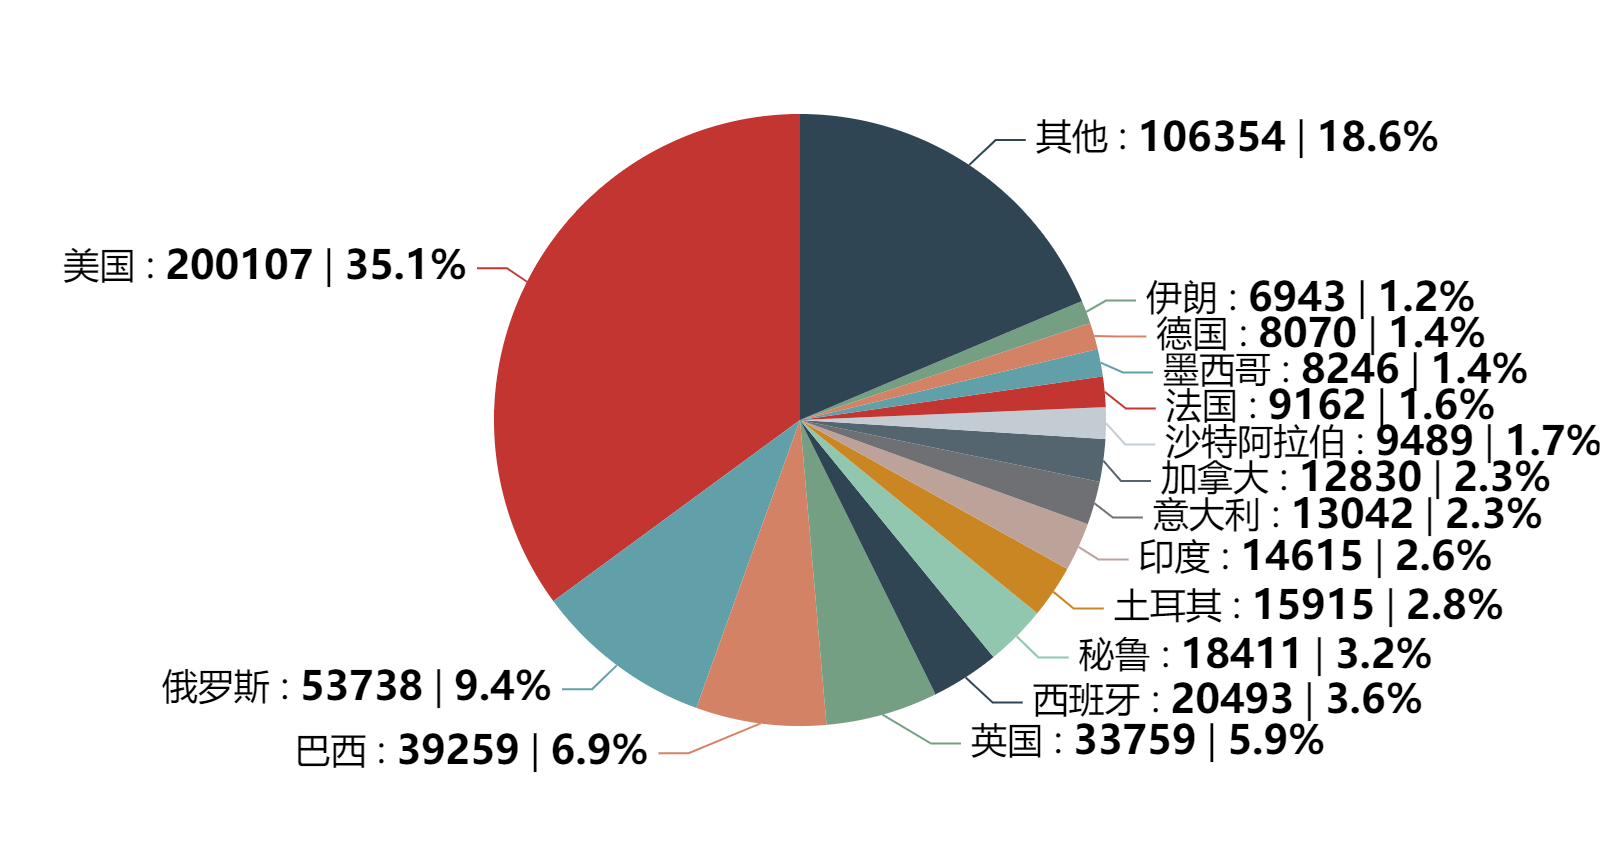 其他 : 106354 | 18.6%
美国 : 200107 | 35.1%
伊朗 : 6943 | 1.2%
德国 : 8070 | 1.4%
墨西哥 : 8246 | 1.4%
法国 : 9162 | 1.6%
沙特阿拉伯 : 9489 | 1.7%
加拿大 : 12830 | 2.3%
意大利 : 13042 | 2.3%
印度 : 14615 | 2.6%
土耳其 : 15915 | 2.8%
秘鲁 : 18411 | 3.2%
俄罗斯 : 53738 | 9.4%
西班牙 : 20493 | 3.6%
英国 : 33759 | 5.9%
巴西 : 39259 | 6.9%